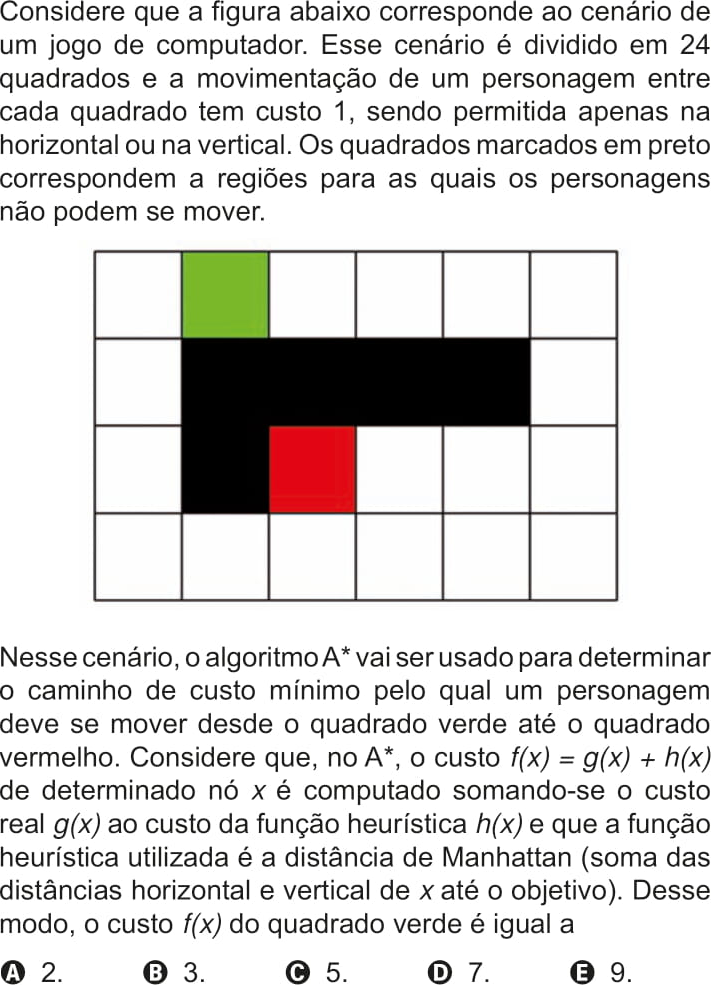 Considere que a figura abaixo corresponde ao cenário de
um jogo de computador. Esse cenário é dividido em 24
quadrados e a movimentação de um personagem entre
cada quadrado tem custo 1, sendo permitida apenas na
horizontal ou na vertical. Os quadrados marcados em preto
correspondem a regiões para as quais os personagens
não podem se mover.
Nesse cenário, o algoritmo A* vai ser usado para determinar
o caminho de custo mínimo pelo qual um personagem
deve se mover desde o quadrado verde até o quadrado
vermelho. Considere que, no A*, o custo f(x) = g(x) + h(x)
de determinado nó x é computado somando-se o custo
real g(x) ao custo da função heurística h(x) e que a função
heurística utilizada é a distância de Manhattan (soma das
distâncias horizontal e vertical de x até o objetivo). Desse
modo, o custo f(x) do quadrado verde é igual a
A 2. B 3. C 5. D 7. E 9.